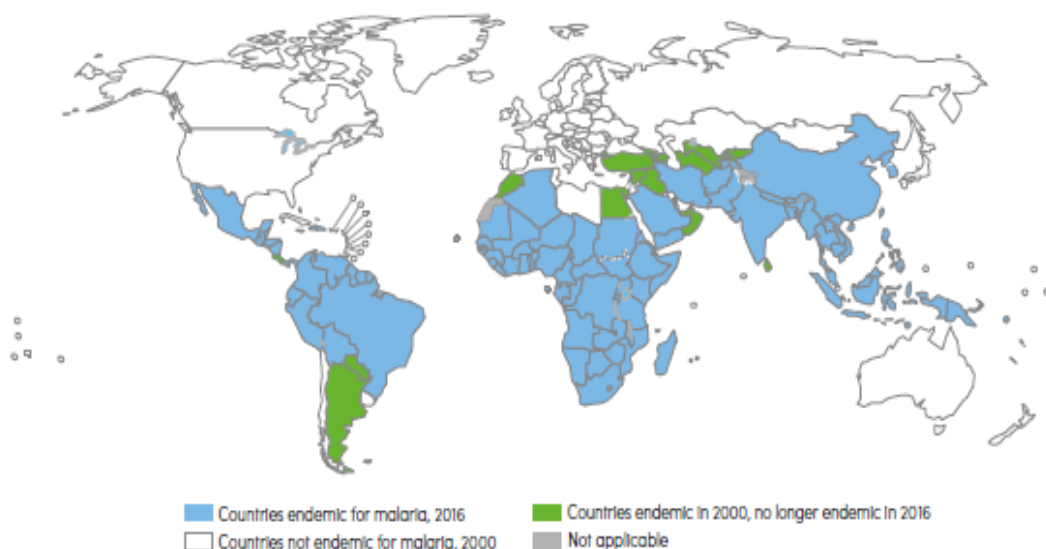 Countries endemic for malaria, 2016
Countries endemic in 2000, no longer endemic in 2016
Countries not endemic for malaria, 2000
Not applicable